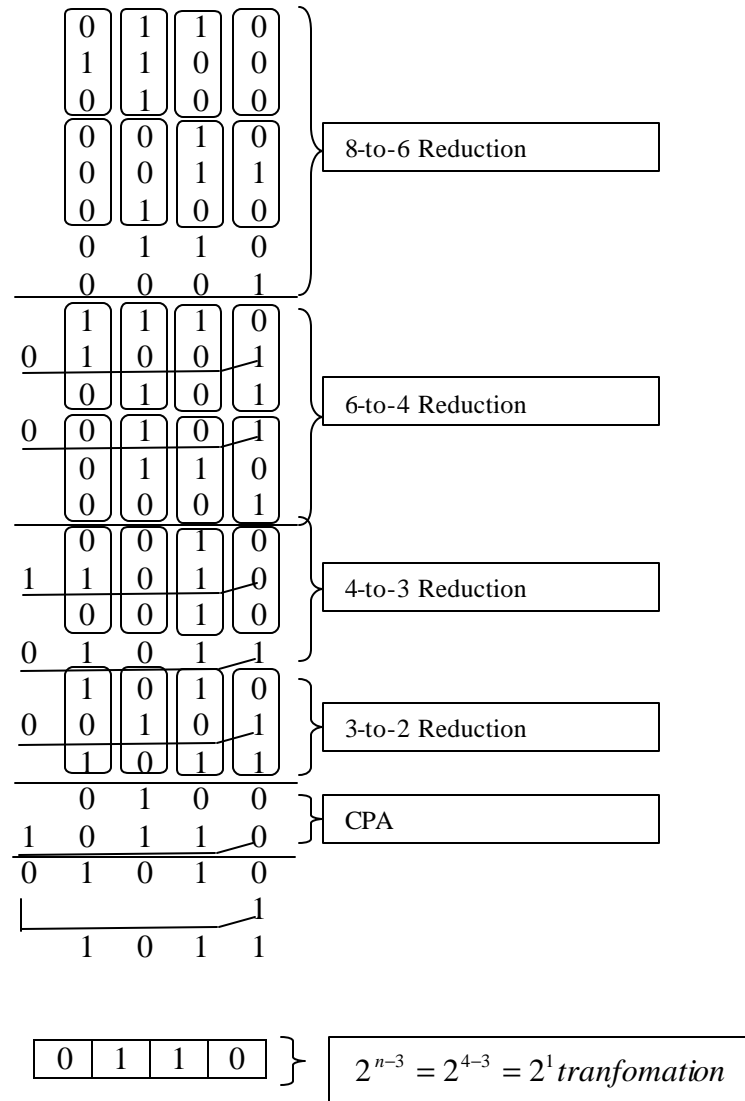 0 1 1 0
1 1 0 0
0 1 0 0
0 0 1 0
0 0 1 1
0 1 0 0
0 1 1 0
0 0 0 1
8-to-6 Reduction
1 1 1 0
0 1 0 0 1
0 1 0 1
0 0 1 0 1
0 1 1 0
0 0 0 1
6-to-4 Reduction
0 0 1 0
1 1 0 1 0
0 0 1 0
0 1 0 1 1
4-to-3 Reduction
1 0 1 0
0 0 1 0 1
1 0 1 1
3-to-2 Reduction
0 1 0 0
1 0 1 1 0
CPA
0 1 0 1 0
1
1 0 1 1
0 1 1 0
2^{n-3} = 2^{4-3} = 2^1 tranfomation